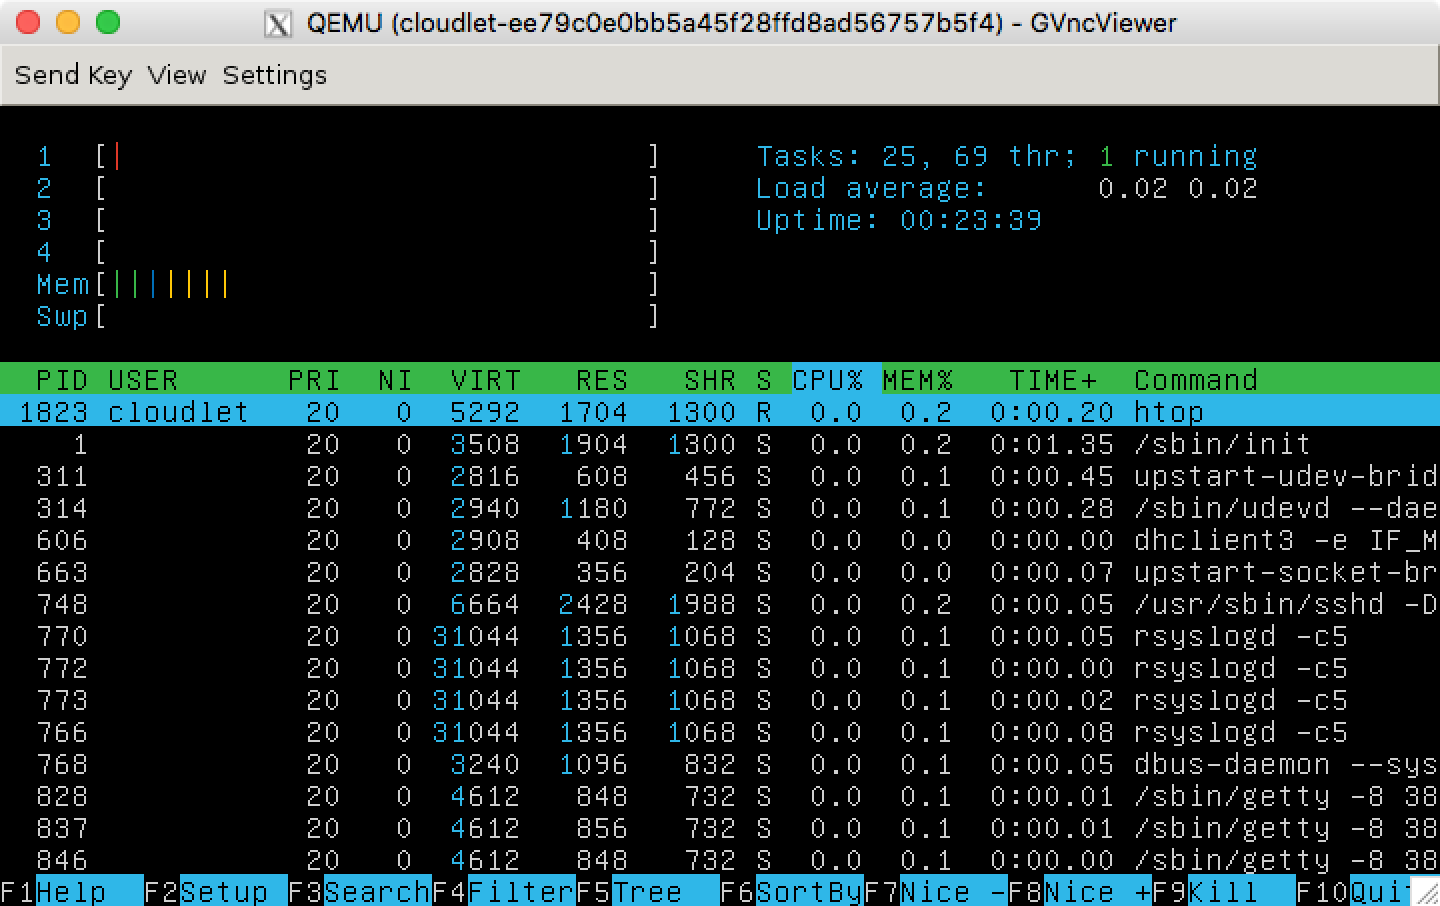 QEMU (cloudlet-ee79c0e0bb5a45f28ffd8ad56757b5f4) - GVncViewer
Send Key View Settings
1 [| ] Tasks: 25, 69 thr; 1 running
2 [ ] Load average: 0.02 0.02
3 [ ] Uptime: 00:23:39
4 [ ]
Mem[||||||| ]
Swp[ ]
PID USER PRI NI VIRT RES SHR S CPU% MEM% TIME+ Command
1823 cloudlet 20 0 5292 1704 1300 R 0.0 0.2 0:00.20 htop
1 20 0 3508 1904 1300 S 0.0 0.2 0:01.35 /sbin/init
311 20 0 2816 608 456 S 0.0 0.1 0:00.45 upstart-udev-brid
314 20 0 2940 1180 772 S 0.0 0.1 0:00.28 /sbin/udevd --dae
606 20 0 2908 408 128 S 0.0 0.0 0:00.00 dhclient3 -e IF_M
663 20 0 2828 356 204 S 0.0 0.0 0:00.07 upstart-socket-br
748 20 0 6664 2428 1988 S 0.0 0.2 0:00.05 /usr/sbin/sshd -D
770 20 0 31044 1356 1068 S 0.0 0.1 0:00.05 rsyslogd -c5
772 20 0 31044 1356 1068 S 0.0 0.1 0:00.00 rsyslogd -c5
773 20 0 31044 1356 1068 S 0.0 0.1 0:00.02 rsyslogd -c5
766 20 0 31044 1356 1068 S 0.0 0.1 0:00.08 rsyslogd -c5
768 20 0 3240 1096 832 S 0.0 0.1 0:00.05 dbus-daemon --sys
828 20 0 4612 848 732 S 0.0 0.1 0:00.01 /sbin/getty -8 38
837 20 0 4612 856 732 S 0.0 0.1 0:00.01 /sbin/getty -8 38
846 20 0 4612 848 732 S 0.0 0.1 0:00.00 /sbin/getty -8 38
F1Help F2Setup F3SearchF4FilterF5Tree F6SortByF7Nice -F8Nice +F9Kill F10Qui